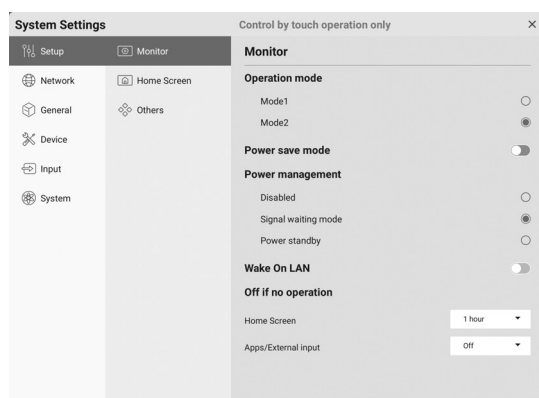 System Settings
Control by touch operation only
Setup
Network
General
Device
Input
System
Monitor
Home Screen
Others
Monitor
Operation mode
Mode1
Mode2
Power save mode
Power management
Disabled
Signal waiting mode
Power standby
Wake On LAN
Off if no operation
Home Screen 1 hour
Apps/External input Off